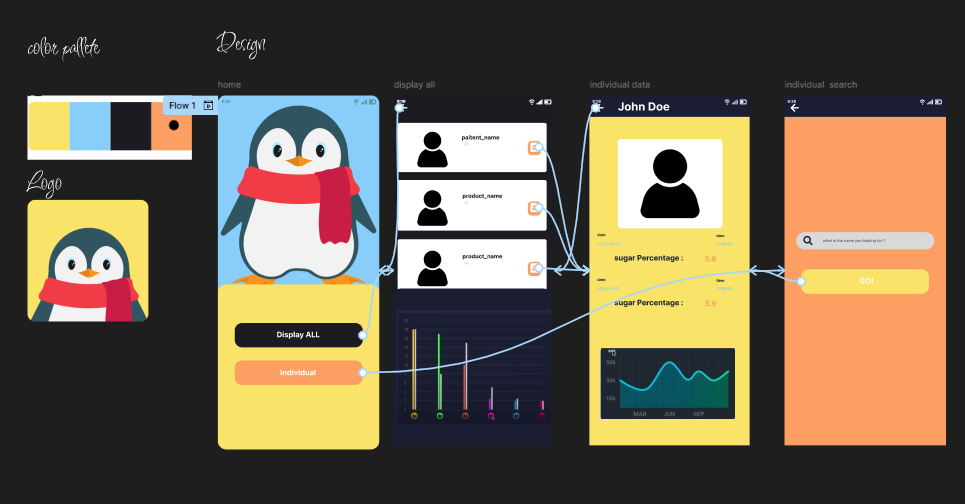 color pallete
Design
Flow 1
Logo
home
Display ALL
Individual
display all
paitent_name
product_name
product_name
individual data
John Doe
date
time
sugar Percentage :
5.6
date
time
sugar Percentage :
5.9
50k
30k
10k
MAR
JUN
SEP
individual search
what is the name you looking for ?
GO!